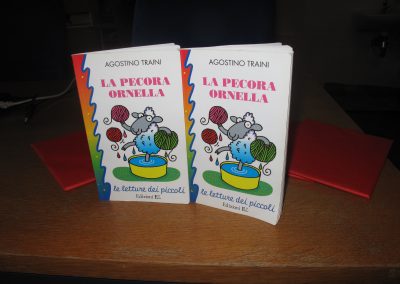 AGOSTINO TRAINI
LA PECORA
ORNELLA
le letture dei piccoli
Edizioni EL
AGOSTINO TRAINI
LA PECORA
ORNELLA
le letture dei piccoli
Edizioni EL